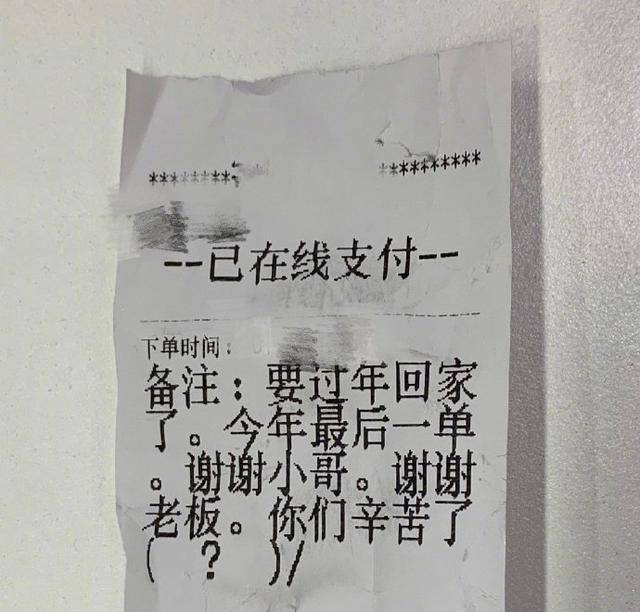 ********* **********
--已在线支付--
下单时间:
备注:要过年回家
了。今年最后一单
。谢谢小哥。谢谢
老板。你们辛苦了
( ? )/